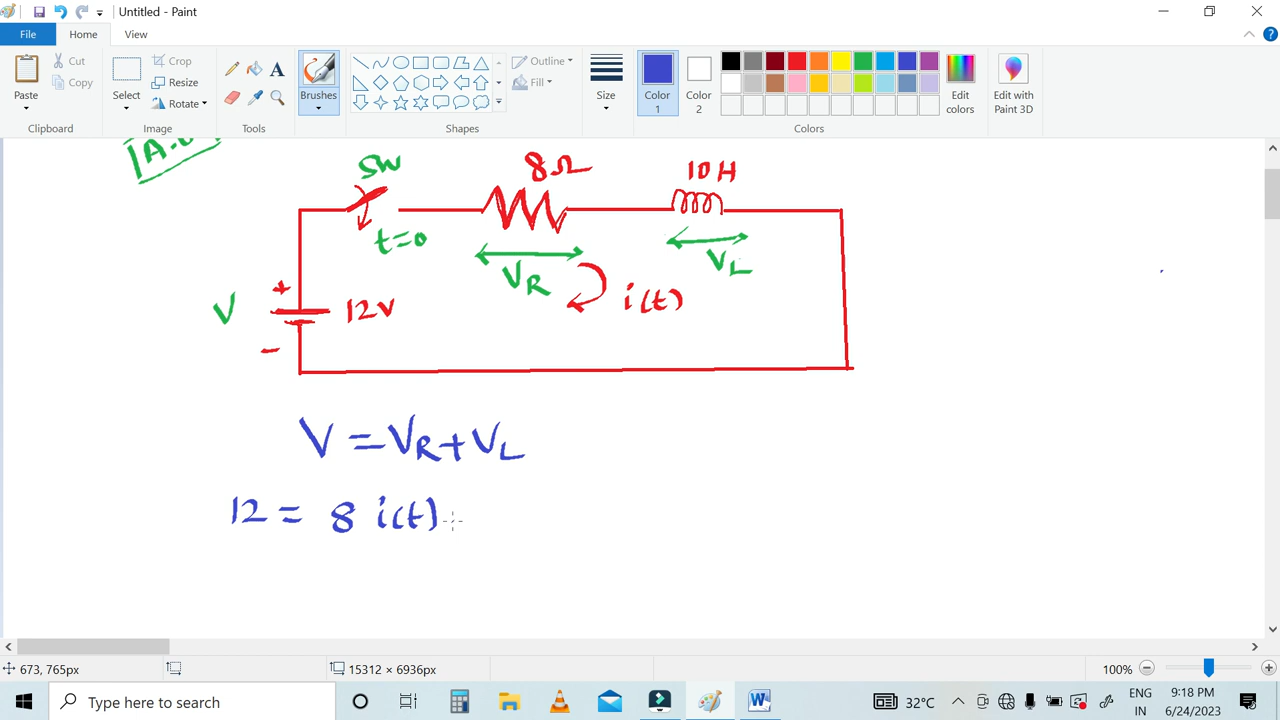 Untitled - Paint
File Home View
Paste
Cut
Copy
Clipboard
Select
Crop
Resize
Rotate
Image
A
Tools
Brushes
Outline
Fill
Shapes
Size
Color 1
Color 2
Colors
Edit colors
Edit with Paint 3D
SW
t=0
8Ω
10H
VR
VL
i(t)
V
+
12V
-
V = VR + VL
12 = 8 i(t)
673, 765px
15312 × 6936px
100%
Type here to search
32°C
ENG
IN
9:18 PM
6/24/2023